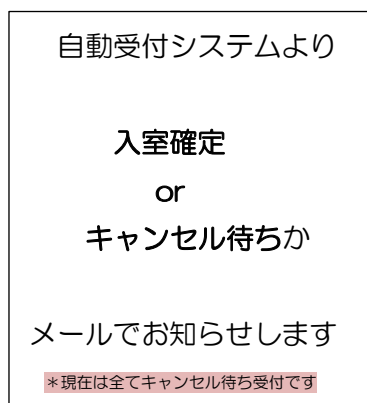 自動受付システムより
入室確定
or
キャンセル待ちか
メールでお知らせします
＊現在は全てキャンセル待ち受付です